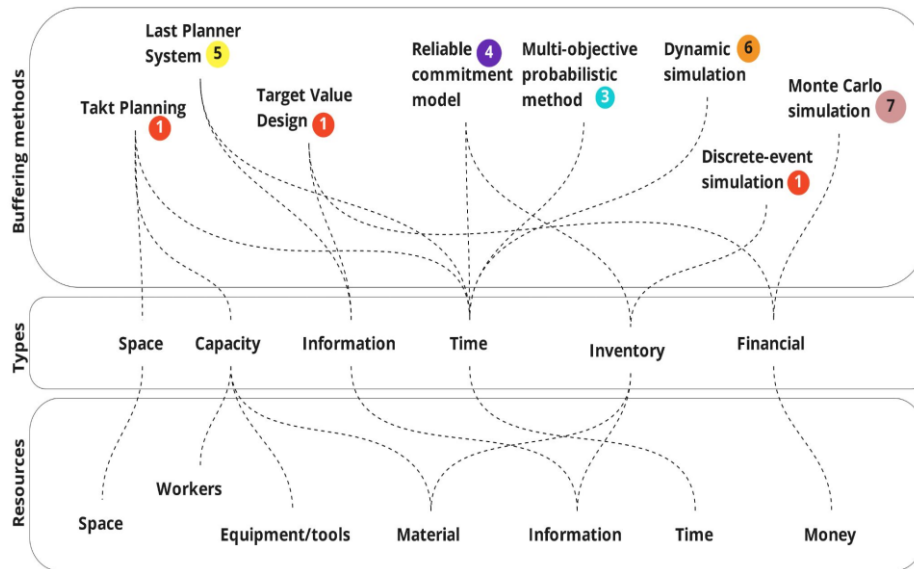 Buffering methods
Last Planner
System 5
Takt Planning
1
Target Value
Design 1
Reliable 4
commitment
model
Multi-objective
probabilistic
method 3
Dynamic 6
simulation
Monte Carlo
simulation 7
Discrete-event
simulation 1
Types
Space
Capacity
Information
Time
Inventory
Financial
Resources
Space
Workers
Equipment/tools
Material
Information
Time
Money